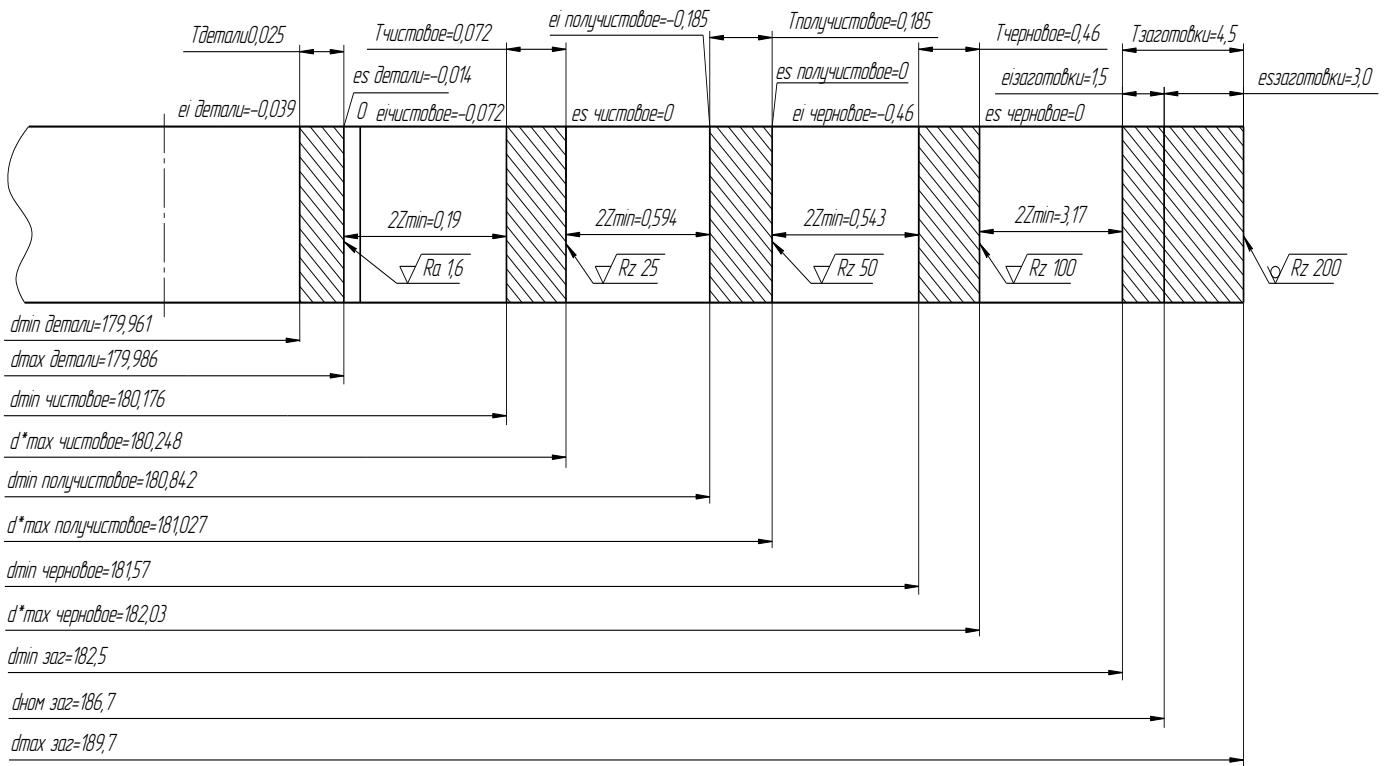 ei получистовое=-0,185
Tдетали0,025
Tчистовое=0,072
Tполучистовое=0,185
Tчерновое=0,46
Tзаготовки=4,5
es детали=-0,014
es получистовое=0
eiзаготовки=1,5
esзаготовки=3,0
ei детали=-0,039
0
eiчистовое=-0,072
es чистовое=0
ei черновое=-0,46
es черновое=0
2Zmin=0,19
2Zmin=0,594
2Zmin=0,543
2Zmin=3,17
Ra 1,6
Rz 25
Rz 50
Rz 100
Rz 200
dmin детали=179,961
dmax детали=179,986
dmin чистовое=180,176
d*max чистовое=180,248
dmin получистовое=180,842
d*max получистовое=181,027
dmin черновое=181,57
d*max черновое=182,03
dmin заг=182,5
dном заг=186,7
dmax заг=189,7